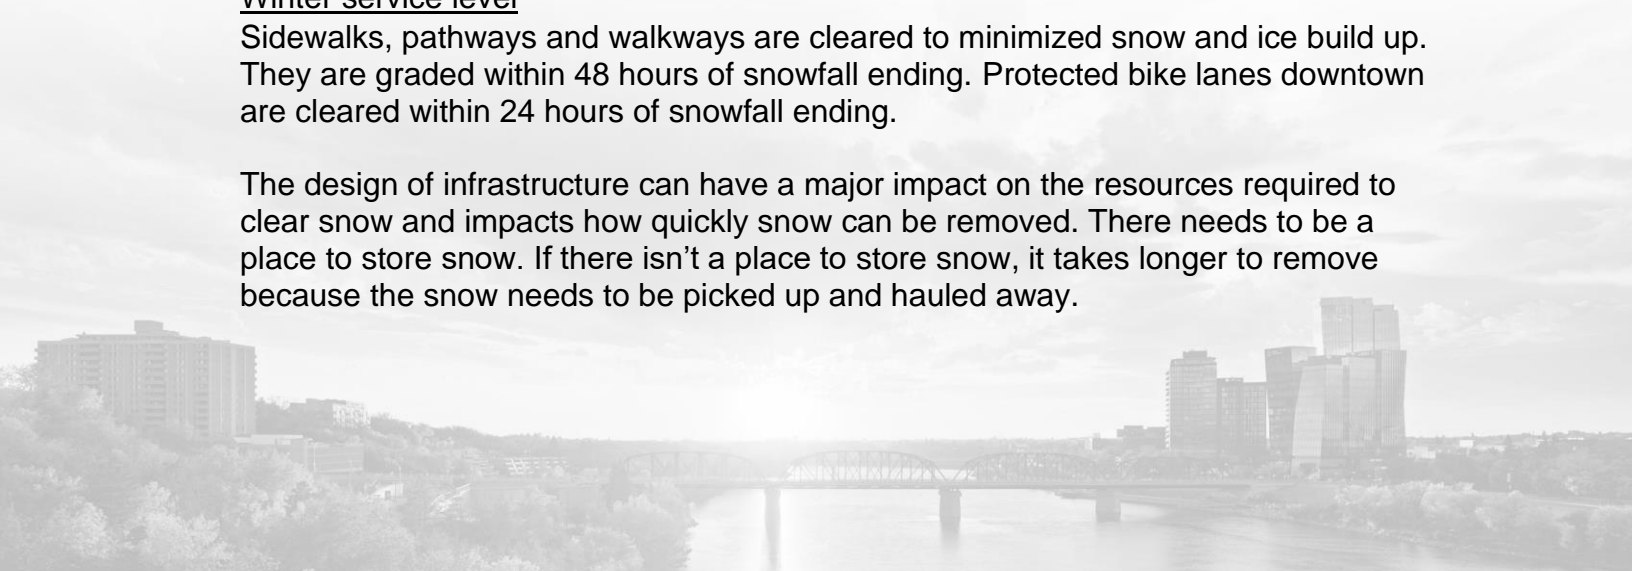 Winter service level
Sidewalks, pathways and walkways are cleared to minimized snow and ice build up.
They are graded within 48 hours of snowfall ending. Protected bike lanes downtown
are cleared within 24 hours of snowfall ending.
The design of infrastructure can have a major impact on the resources required to
clear snow and impacts how quickly snow can be removed. There needs to be a
place to store snow. If there isn’t a place to store snow, it takes longer to remove
because the snow needs to be picked up and hauled away.